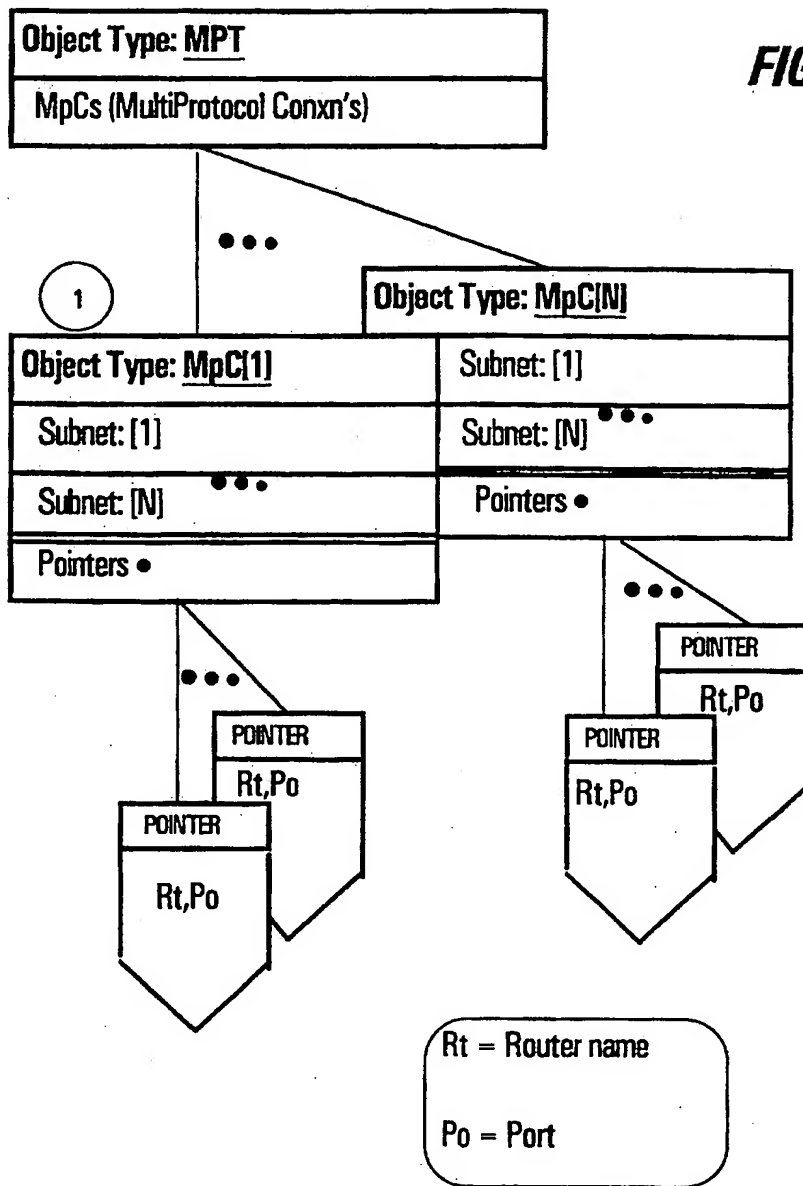 Object Type: MPT
FIG
MpCs (MultiProtocol Conxn's)
1
Object Type: MpC[N]
Subnet: [1]
Subnet: [N]
Pointers
Object Type: MpC[1]
Subnet: [1]
Subnet: [N]
Pointers
POINTER
Rt,Po
POINTER
Rt,Po
POINTER
Rt,Po
POINTER
Rt,Po
Rt = Router name
Po = Port